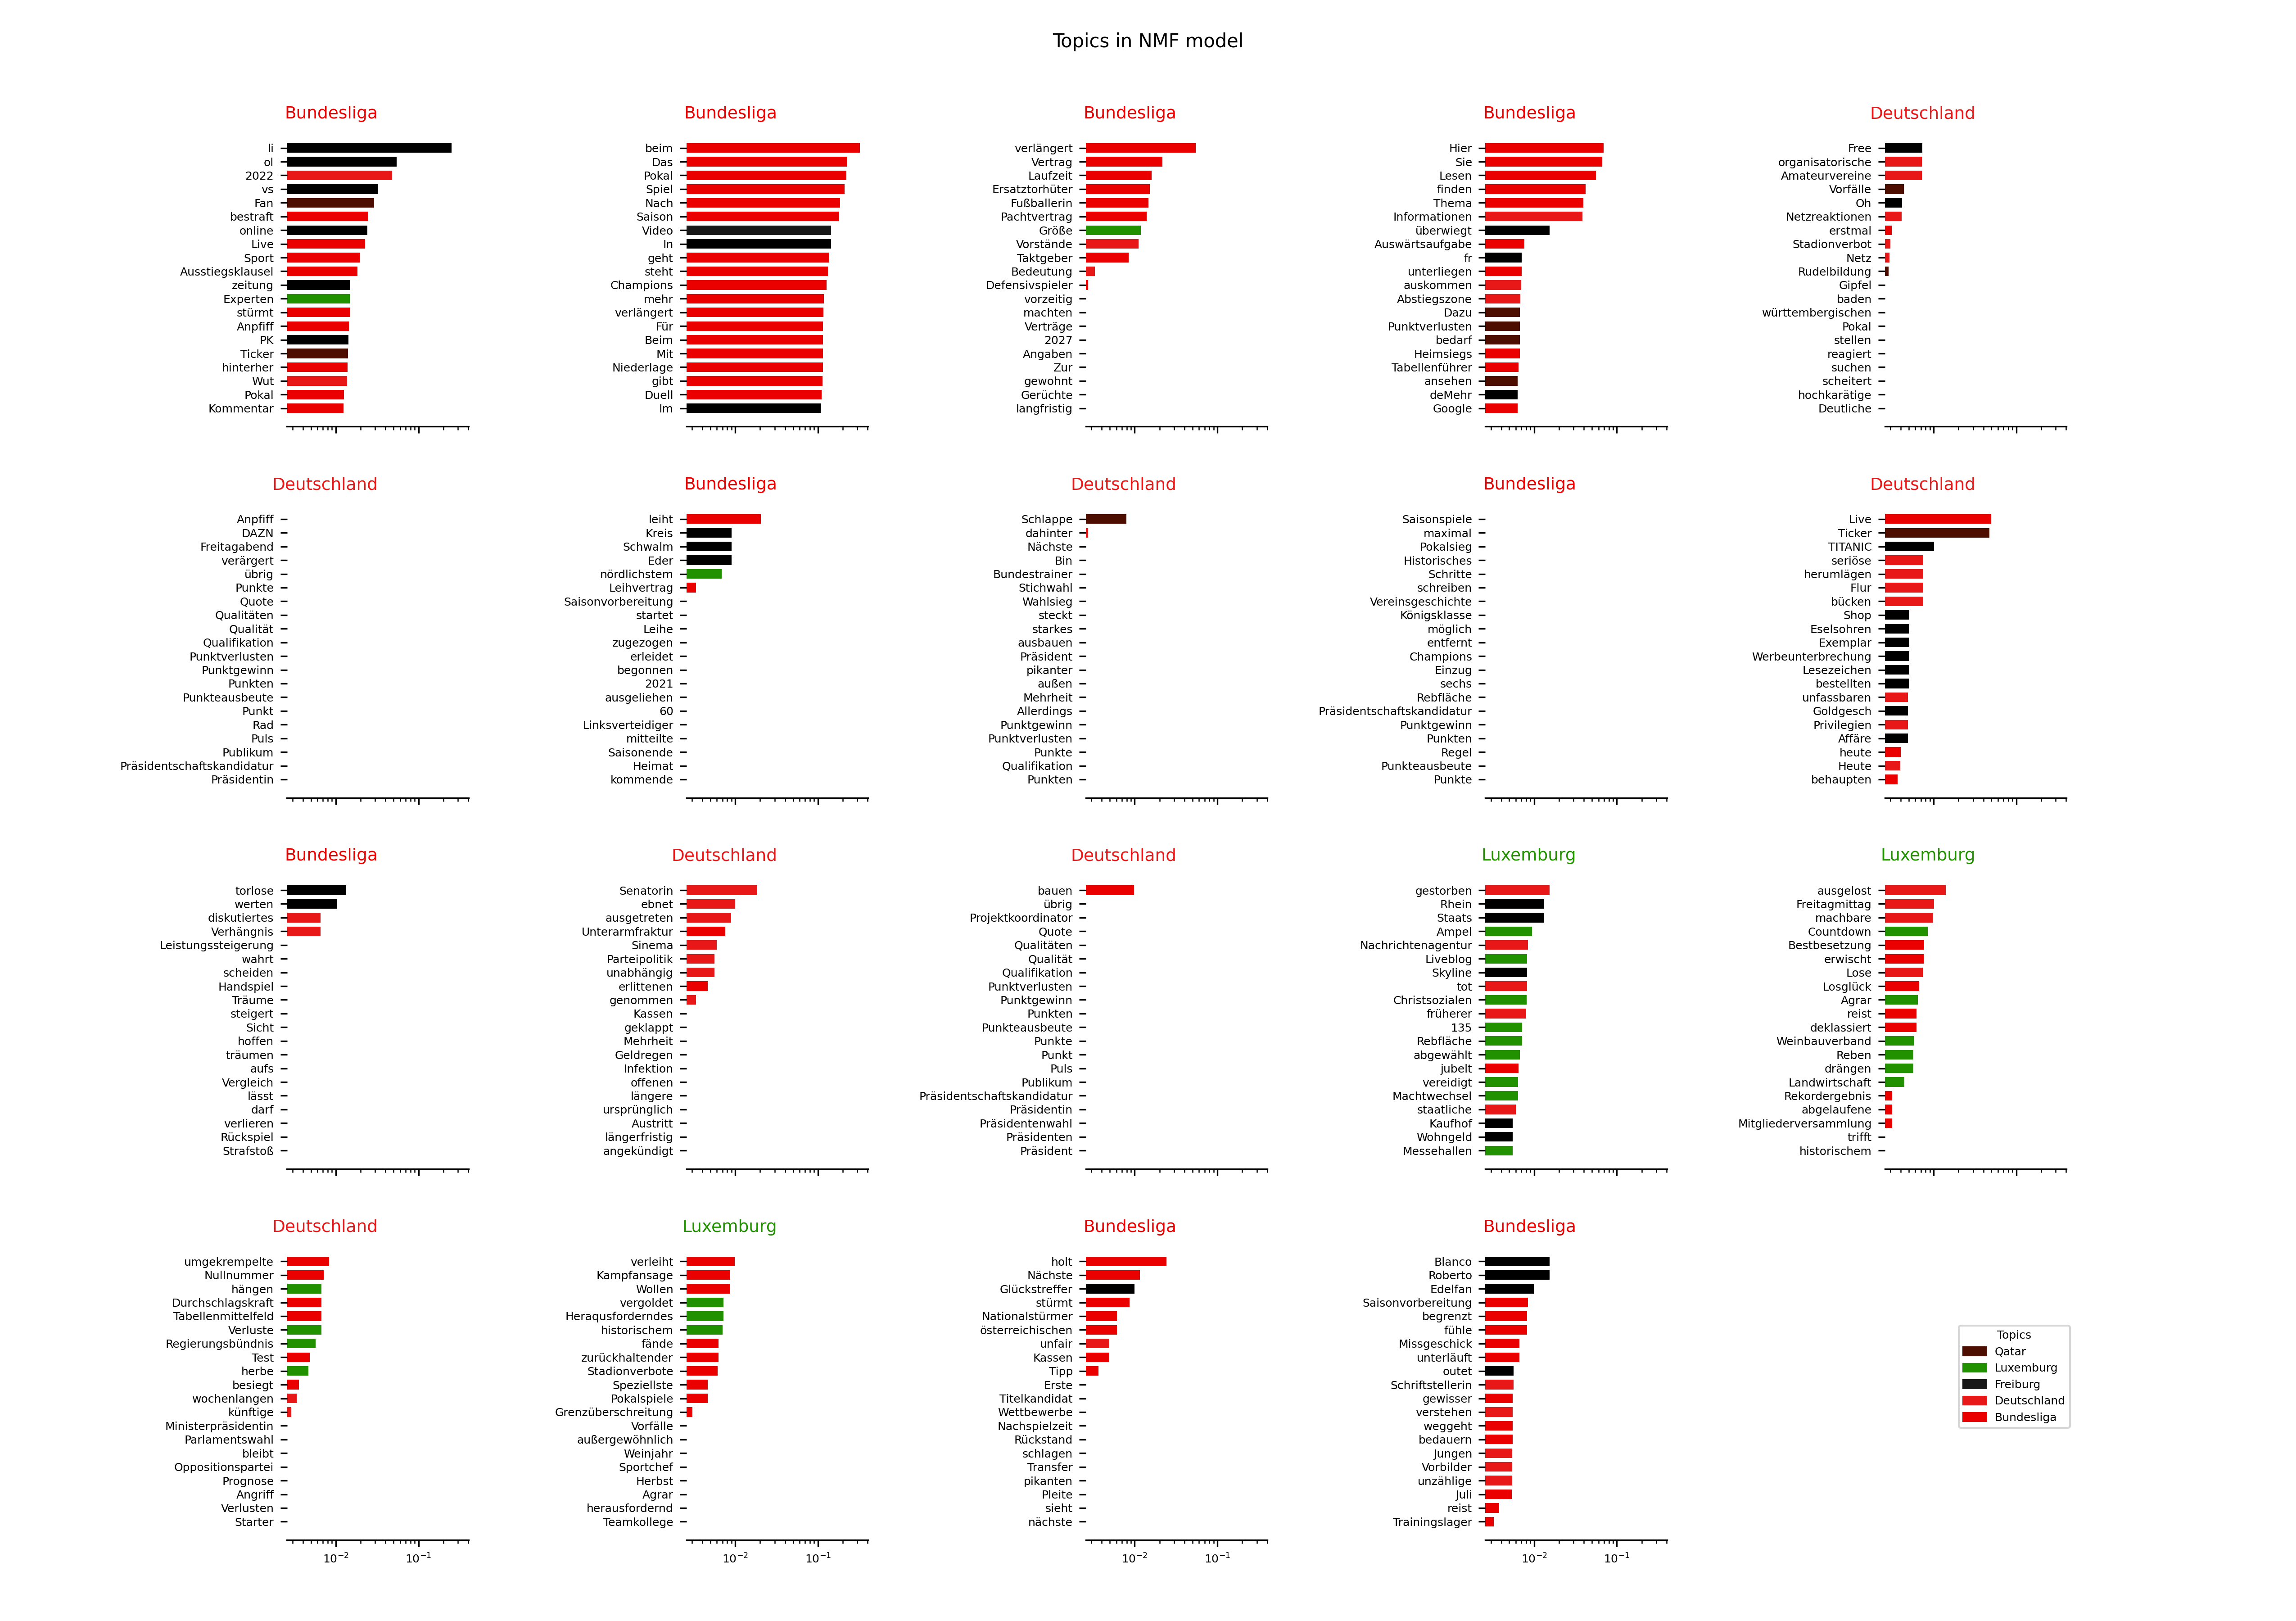 Topics in NMF model
Bundesliga
li
ol
2022
vs
Fan
bestraft
online
Live
Sport
Ausstiegsklausel
zeitung
Experten
stürmt
Anpfiff
PK
Ticker
hinterher
Wut
Pokal
Kommentar
Bundesliga
beim
Das
Pokal
Spiel
Nach
Saison
Video
In
geht
steht
Champions
mehr
verlängert
Für
Beim
Mit
Niederlage
gibt
Duell
Im
Bundesliga
verlängert
Vertrag
Laufzeit
Ersatztorhüter
Fußballerin
Pachtvertrag
Größe
Vorstände
Taktgeber
Bedeutung
Defensivspieler
vorzeitig
machten
Verträge
2027
Angaben
Zur
gewohnt
Gerüchte
langfristig
Bundesliga
Hier
Sie
Lesen
finden
Thema
Informationen
überwiegt
Auswärtsaufgabe
fr
unterliegen
auskommen
Abstiegszone
Dazu
Punktverlusten
bedarf
Heimsiegs
Tabellenführer
ansehen
deMehr
Google
Deutschland
Free
organisatorische
Amateurvereine
Vorfälle
Oh
Netzreaktionen
erstmal
Stadionverbot
Netz
Rudelbildung
Gipfel
baden
württembergischen
Pokal
stellen
reagiert
suchen
scheitert
hochkarätige
Deutliche
Deutschland
Anpfiff
DAZN
Freitagabend
verärgert
übrig
Punkte
Quote
Qualitäten
Qualität
Qualifikation
Punktverlusten
Punktgewinn
Punkten
Punkteausbeute
Punkt
Rad
Puls
Publikum
Präsidentschaftskandidatur
Präsidentin
Bundesliga
leiht
Kreis
Schwalm
Eder
nördlichstem
Leihvertrag
Saisonvorbereitung
startet
Leihe
zugezogen
erleidet
begonnen
2021
ausgeliehen
60
Linksverteidiger
mitteilte
Saisonende
Heimat
kommende
Deutschland
Schlappe
dahinter
Nächste
Bin
Bundestrainer
Stichwahl
Wahlsieg
steckt
starkes
ausbauen
Präsident
pikanter
außen
Mehrheit
Allerdings
Punktgewinn
Punktverlusten
Punkte
Qualifikation
Punkten
Bundesliga
Saisonspiele
maximal
Pokalsieg
Historisches
Schritte
schreiben
Vereinsgeschichte
Königsklasse
möglich
entfernt
Champions
Einzug
sechs
Rebfläche
Präsidentschaftskandidatur
Punktgewinn
Punkten
Regel
Punkteausbeute
Punkte
Deutschland
Live
Ticker
TITANIC
seriöse
herumlägen
Flur
bücken
Shop
Eselsohren
Exemplar
Werbeunterbrechung
Lesezeichen
bestellten
unfassbaren
Goldgesch
Privilegien
Affäre
heute
Heute
behaupten
Bundesliga
torlose
werten
diskutiertes
Verhängnis
Leistungssteigerung
wahrt
scheiden
Handspiel
Träume
steigert
Sicht
hoffen
träumen
aufs
Vergleich
lässt
darf
verlieren
Rückspiel
Strafstoß
Deutschland
Senatorin
ebnet
ausgetreten
Unterarmfraktur
Sinema
Parteipolitik
unabhängig
erlittenen
genommen
Kassen
geklappt
Mehrheit
Geldregen
Infektion
offenen
längere
ursprünglich
Austritt
längerfristig
angekündigt
Deutschland
bauen
übrig
Projektkoordinator
Quote
Qualitäten
Qualität
Qualifikation
Punktverlusten
Punktgewinn
Punkten
Punkteausbeute
Punkte
Punkt
Puls
Publikum
Präsidentschaftskandidatur
Präsidentin
Präsidentenwahl
Präsidenten
Präsident
Luxemburg
gestorben
Rhein
Staats
Ampel
Nachrichtenagentur
Liveblog
Skyline
tot
Christsozialen
früherer
135
Rebfläche
abgewählt
jubelt
vereidigt
Machtwechsel
staatliche
Kaufhof
Wohngeld
Messehallen
Luxemburg
ausgelost
Freitagmittag
machbare
Countdown
Bestbesetzung
erwischt
Lose
Losglück
Agrar
reist
deklassiert
Weinbauverband
Reben
drängen
Landwirtschaft
Rekordergebnis
abgelaufene
Mitgliederversammlung
trifft
historischem
Deutschland
umgekrempelte
Nullnummer
hängen
Durchschlagskraft
Tabellenmittelfeld
Verluste
Regierungsbündnis
Test
herbe
besiegt
wochenlangen
künftige
Ministerpräsidentin
Parlamentswahl
bleibt
Oppositionspartei
Prognose
Angriff
Verlusten
Starter
10⁻² 10⁻¹
Luxemburg
verleiht
Kampfansage
Wollen
vergoldet
Heraqusforderndes
historischem
fände
zurückhaltender
Stadionverbote
Speziellste
Pokalspiele
Grenzüberschreitung
Vorfälle
außergewöhnlich
Weinjahr
Sportchef
Herbst
Agrar
herausfordernd
Teamkollege
10⁻² 10⁻¹
Bundesliga
holt
Nächste
Glückstreffer
stürmt
Nationalstürmer
österreichischen
unfair
Kassen
Tipp
Erste
Titelkandidat
Wettbewerbe
Nachspielzeit
Rückstand
schlagen
Transfer
pikanten
Pleite
sieht
nächste
10⁻² 10⁻¹
Bundesliga
Blanco
Roberto
Edelfan
Saisonvorbereitung
begrenzt
fühle
Missgeschick
unterläuft
outet
Schriftstellerin
gewisser
verstehen
weggeht
bedauern
Jungen
Vorbilder
unzählige
Juli
reist
Trainingslager
10⁻² 10⁻¹
Topics
Qatar
Luxemburg
Freiburg
Deutschland
Bundesliga